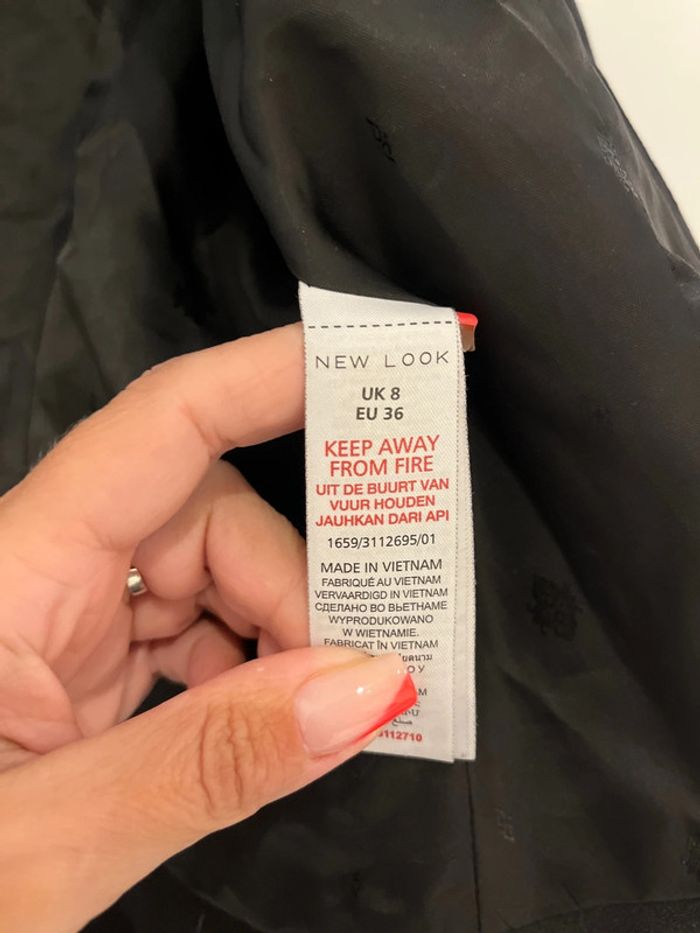 NEW LOOK
UK 8
EU 36
KEEP AWAY
FROM FIRE
UIT DE BUURT VAN
VUUR HOUDEN
JAUHKAN DARI API
1659/3112695/01
MADE IN VIETNAM
FABRIQUÉ AU VIETNAM
VERVAARDIGD IN VIETNAM
СДЕЛАНО ВО ВЬЕТНАМЕ
WYPRODUKOWANO
W WIETNAMIE.
FABRICAT ÎN VIETNAM